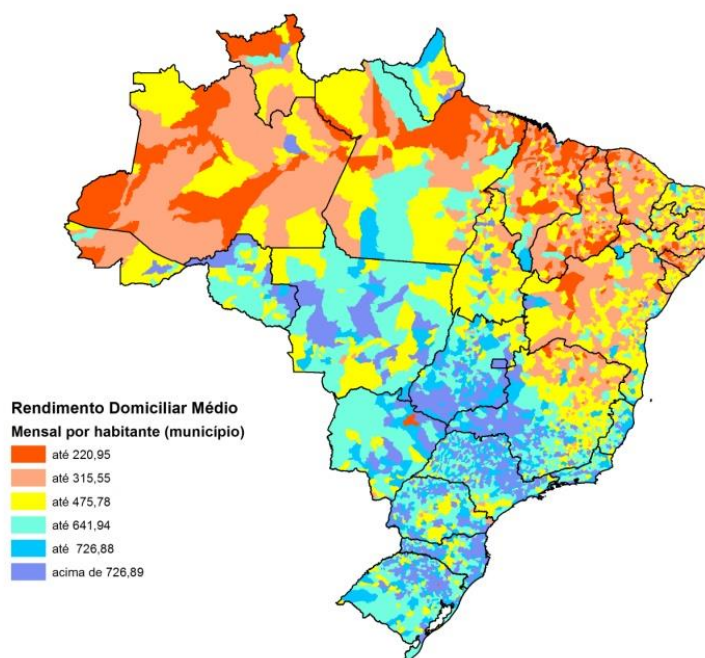 Rendimento Domiciliar Médio
Mensal por habitante (município)
até 220,95
até 315,55
até 475,78
até 641,94
até 726,88
acima de 726,89